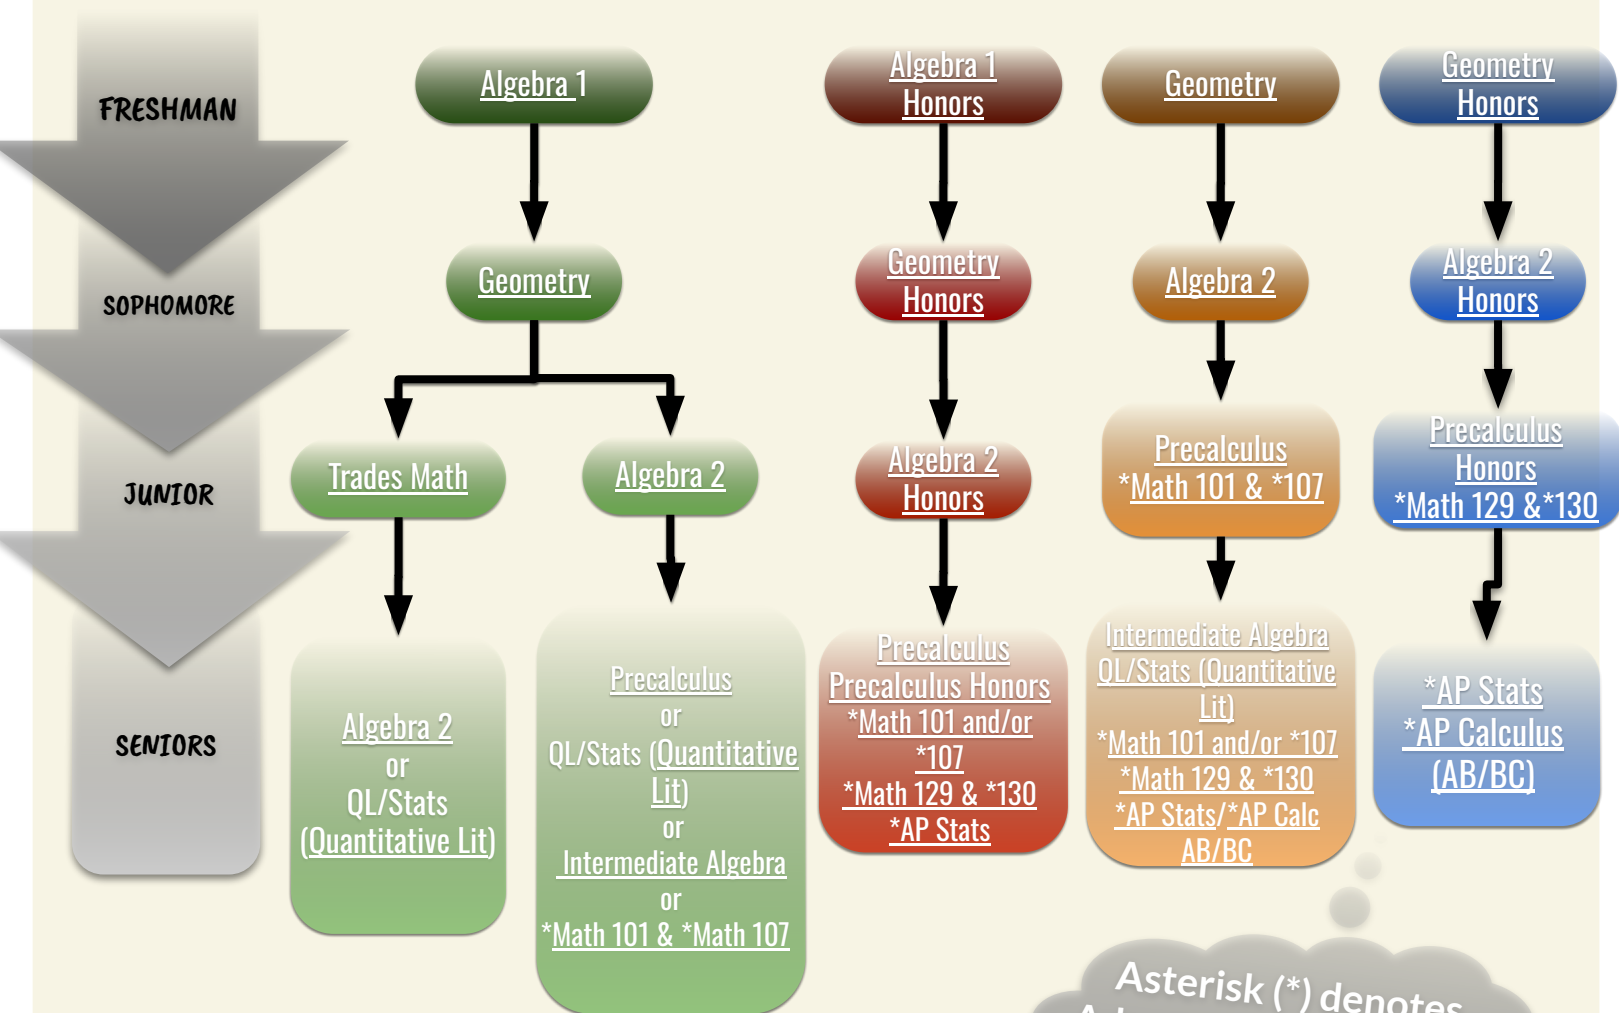 FRESHMAN
Algebra 1
Algebra 1
Honors
Geometry
Geometry
Honors
SOPHOMORE
Geometry
Geometry
Honors
Algebra 2
Algebra 2
Honors
JUNIOR
Trades Math
Algebra 2
Algebra 2
Honors
Precalculus
*Math 101 & *107
Precalculus
Honors
*Math 129 &*130
SENIORS
Algebra 2
or
QL/Stats
(Quantitative Lit)
Precalculus
or
QL/Stats (Quantitative
Lit)
or
Intermediate Algebra
or
*Math 101 & *Math 107
Precalculus
Precalculus Honors
*Math 101 and/or
*107
*Math 129 & *130
*AP Stats
Intermediate Algebra
QL/Stats (Quantitative
Lit)
*Math 101 and/or *107
*Math 129 & *130
*AP Stats/*AP Calc
AB/BC
*AP Stats
*AP Calculus
(AB/BC)
Asterisk (*) denotes